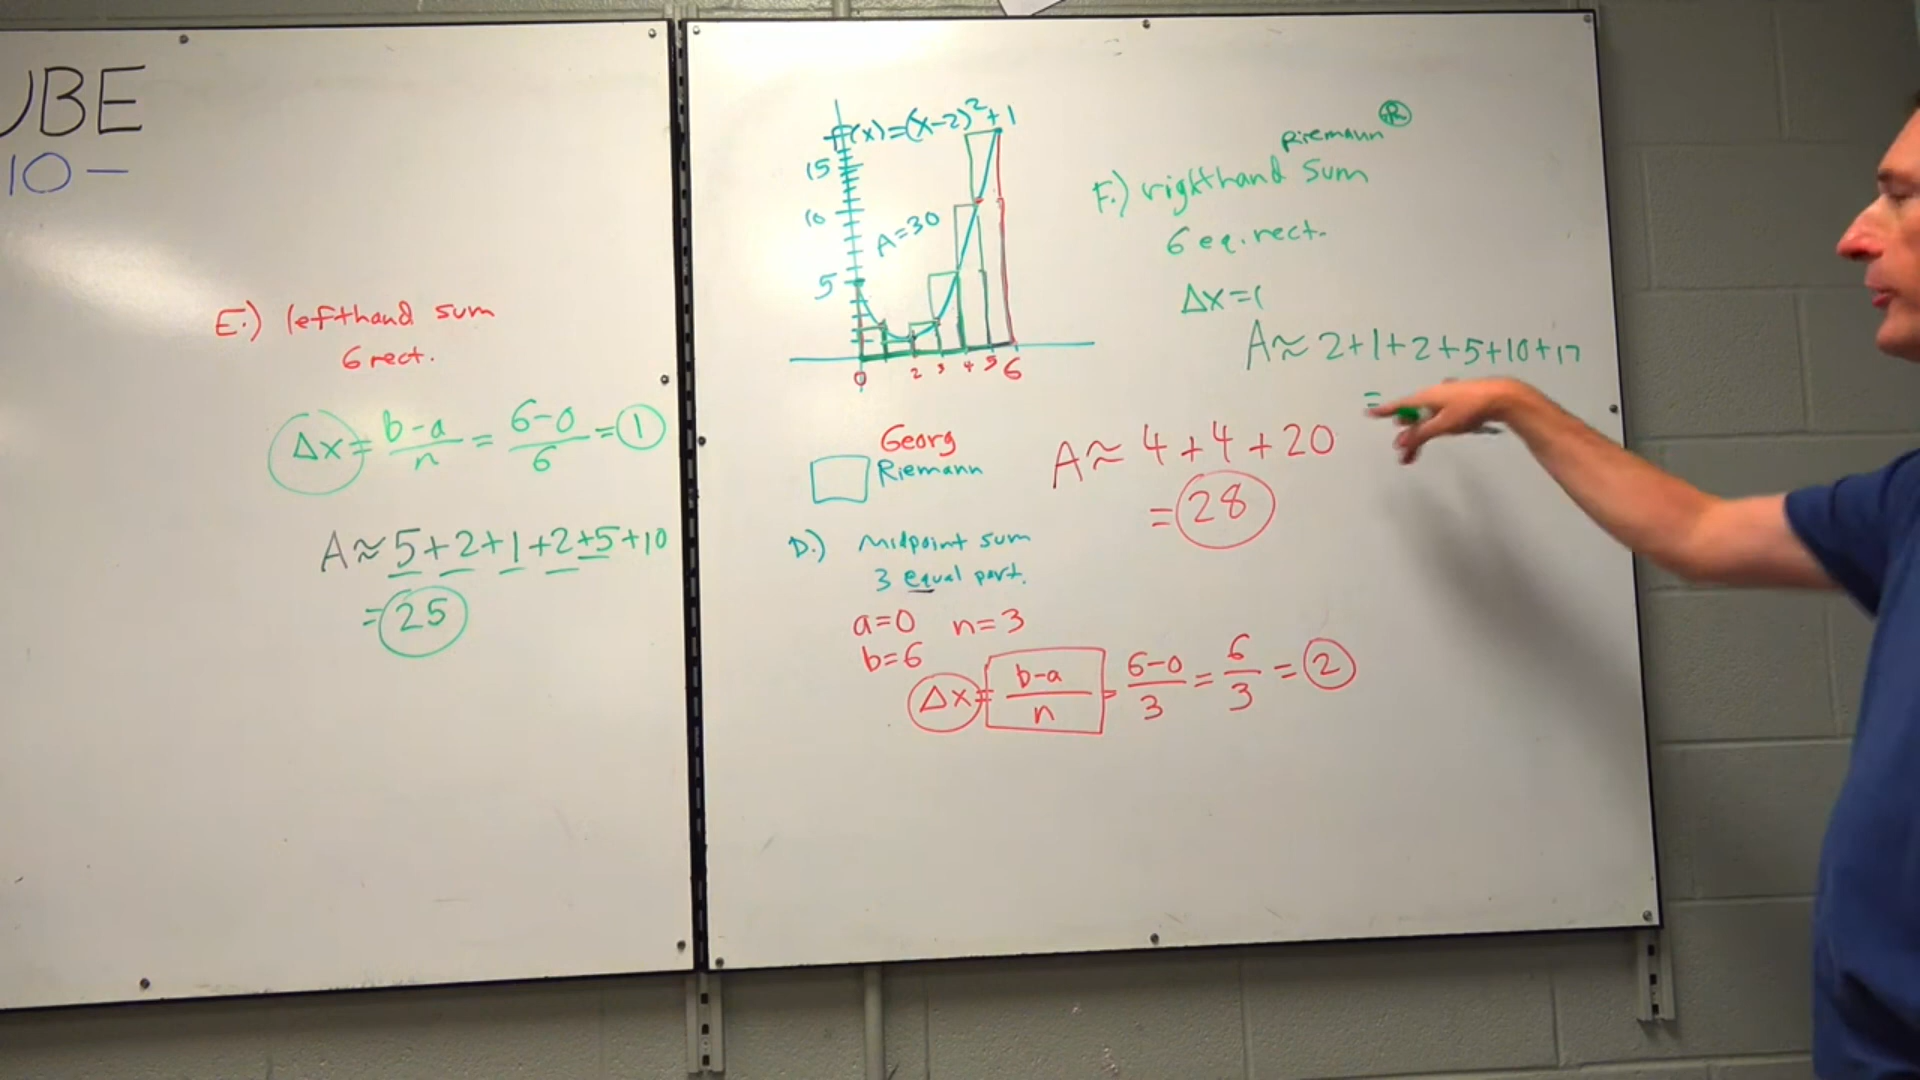 UBE
10 -
E.) lefthand sum
6 rect.
Δx = b-a/n = 6-0/6 = 1
A ≈ 5+2+1+2+5+10
= 25
f(x)=(x-2)²+1
15
10
5
A=30
0 2 3 4 5 6
Georg
Riemann
D.) Midpoint sum
3 equal part.
a=0 n=3
b=6
Δx = b-a/n = 6-0/3 = 6/3 = 2
A ≈ 4+4+20
= 28
Riemann R
F.) righthand sum
6 eq. rect.
Δx=1
A ≈ 2+1+2+5+10+17
=